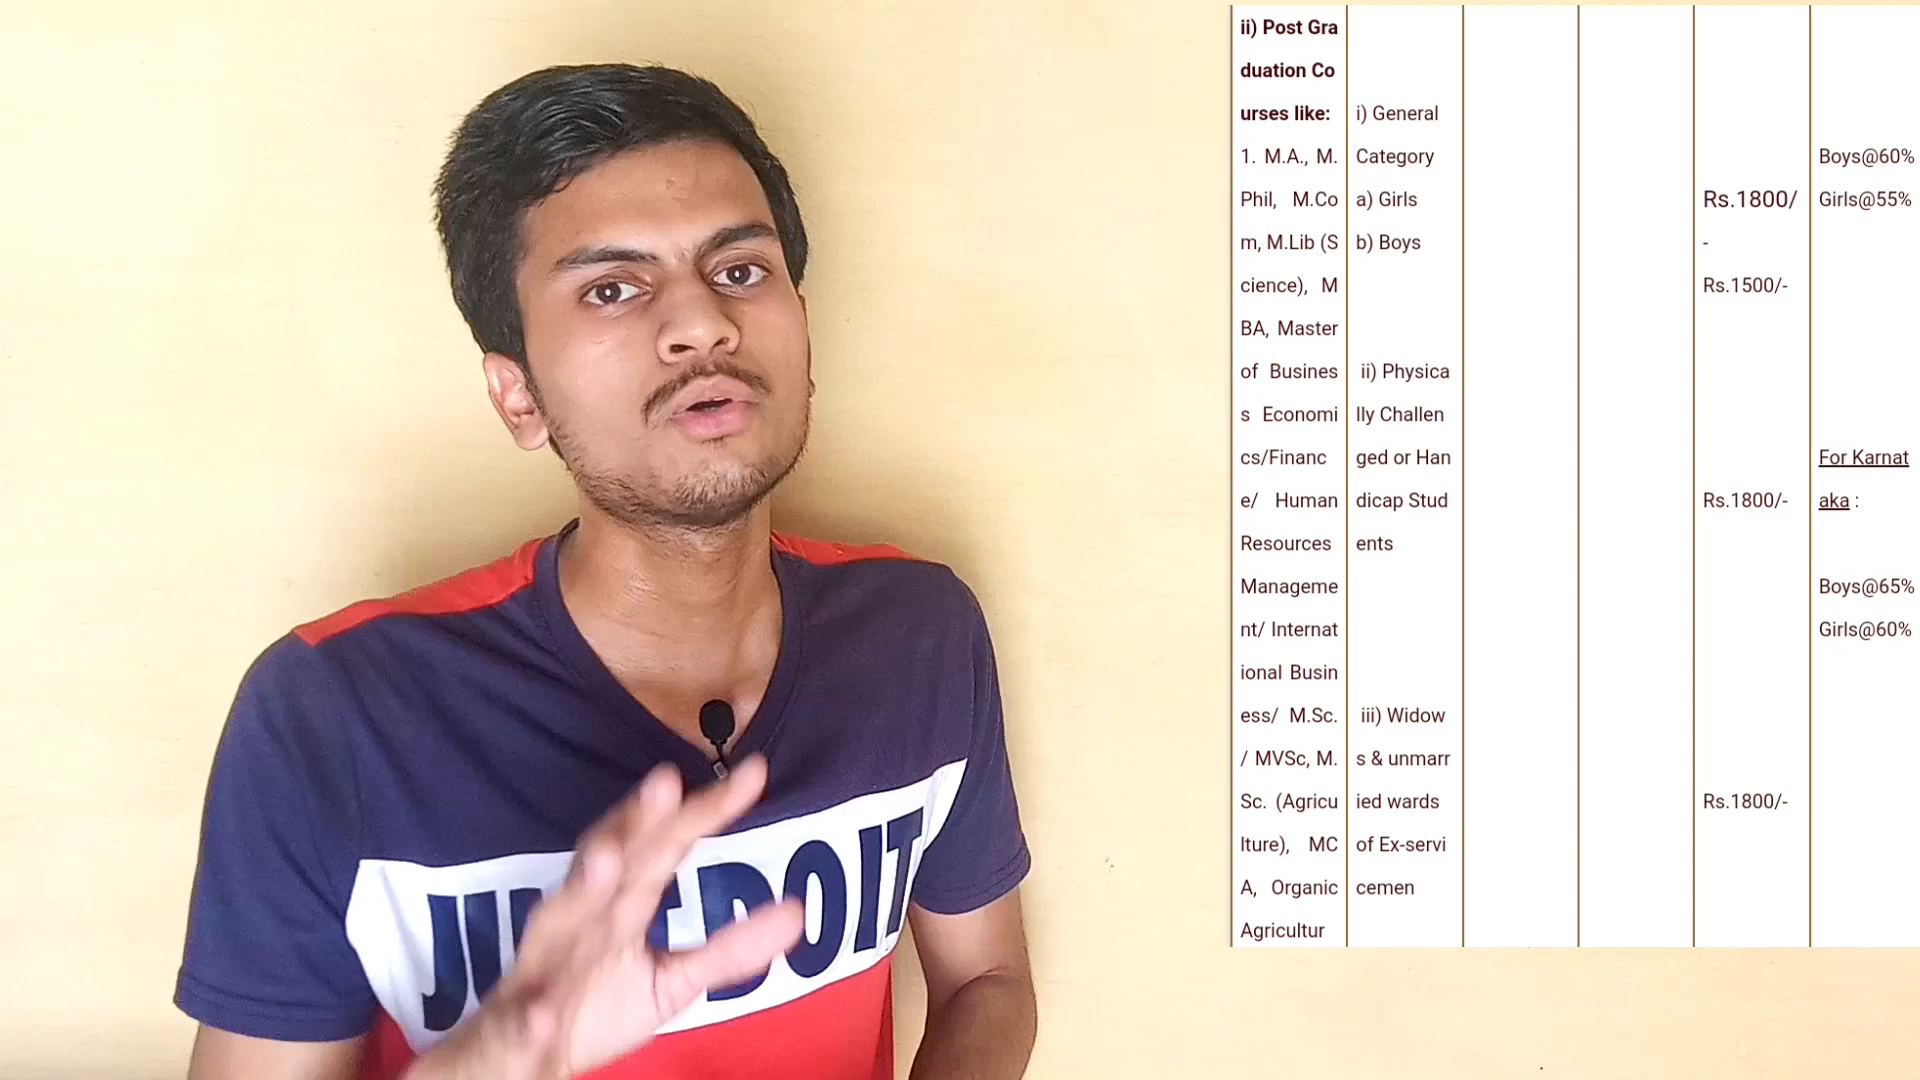 ii) Post Gra
duation Co
urses like:
1. M.A., M.
Phil, M.Co
m, M.Lib (S
cience), M
BA, Master
of Busines
s Economi
cs/Financ
e/ Human
Resources
Manageme
nt/ Internat
ional Busin
ess/ M.Sc.
/ MVSc, M.
Sc. (Agricu
lture), MC
A, Organic
Agricultur
i) General
Category
a) Girls
b) Boys
ii) Physica
lly Challen
ged or Han
dicap Stud
ents
iii) Widow
s & unmarr
ied wards
of Ex-servi
cemen
Rs.1800/
-
Rs.1500/-
Rs.1800/-
Rs.1800/-
Boys@60%
Girls@55%
For Karnat
aka :
Boys@65%
Girls@60%
DO IT